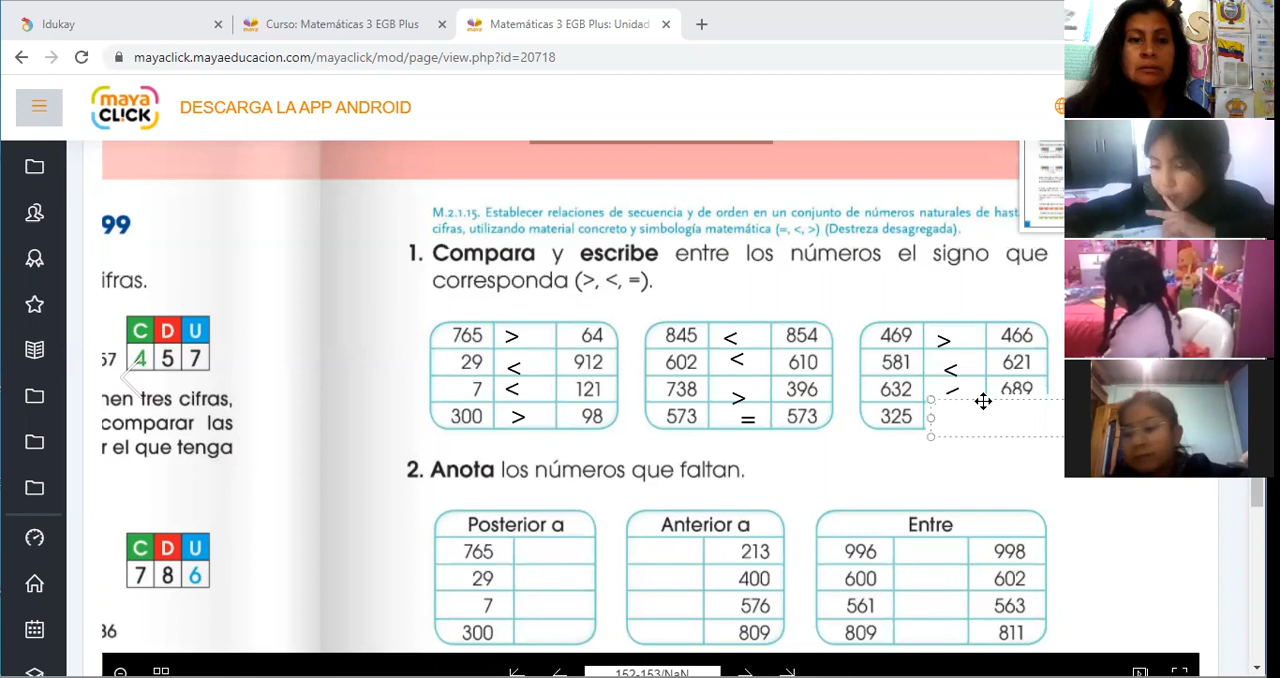 Idukay
Curso: Matemáticas 3 EGB Plus
Matemáticas 3 EGB Plus: Unidad
mayaclick.mayaeducacion.com/mayaclick/mod/page/view.php?id=20718
maya CL!CK
DESCARGA LA APP ANDROID
99
ifras.
C D U
57
4 5 7
nen tres cifras,
comparar las
r el que tenga
C D U
7 8 6
36
M.2.1.15. Establecer relaciones de secuencia y de orden en un conjunto de números naturales de hast
cifras, utilizando material concreto y simbología matemática (=, <, >) (Destreza desagregada).
1. Compara y escribe entre los números el signo que
corresponda (>, <, =).
765 > 64
29 < 912
7 < 121
300 > 98
845 < 854
602 < 610
738 > 396
573 = 573
469 > 466
581 < 621
632 < 689
325
2. Anota los números que faltan.
Posterior a
765
29
7
300
Anterior a
213
400
576
809
Entre
996 998
600 602
561 563
809 811
152-153/NaN